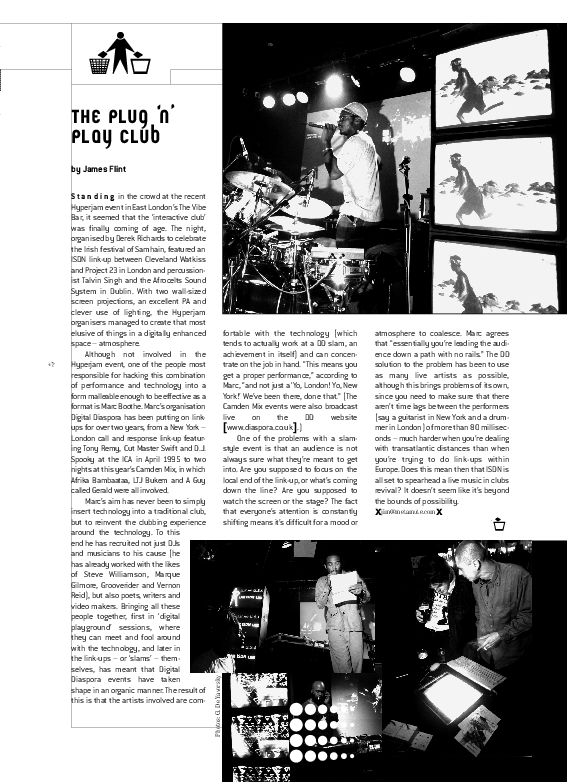 THE PLUG 'N'
PLAY CLUB
by James Flint
Standing in the crowd at the recent
Hyperjam event in East London's The Vibe
Bar, it seemed that the 'interactive club'
was finally coming of age. The night,
organised by Derek Richards to celebrate
the Irish festival of Samhain, featured an
ISDN link-up between Cleveland Watkiss
and Project 23 in London and percussion-
ist Talvin Singh and the Afrocelts Sound
System in Dublin. With two wall-sized
screen projections, an excellent PA and
clever use of lighting, the Hyperjam
organisers managed to create that most
elusive of things in a digitally enhanced
space – atmosphere.
Although not involved in the
Hyperjam event, one of the people most
responsible for hacking this combination
of performance and technology into a
form malleable enough to be effective as a
format is Marc Boothe. Marc's organisation
Digital Diaspora has been putting on link-
ups for over two years, from a New York –
London call and response link-up featur-
ing Tony Remy, Cut Master Swift and DJ
Spooky at the ICA in April 1995 to two
nights at this year's Camden Mix, in which
Afrika Bambaataa, LTJ Bukem and A Guy
called Gerald were all involved.
Marc's aim has never been to simply
insert technology into a traditional club,
but to reinvent the clubbing experience
around the technology. To this
end he has recruited not just DJs
and musicians to his cause (he
has already worked with the likes
of Steve Williamson, Marque
Gilmore, Grooverider and Vernon
Reid), but also poets, writers and
video makers. Bringing all these
people together, first in 'digital
playground' sessions, where
they can meet and fool around
with the technology, and later in
the link-ups – or 'slams' – them-
selves, has meant that Digital
Diaspora events have taken
shape in an organic manner. The result of
this is that the artists involved are com-
fortable with the technology (which
tends to actually work at a DD slam, an
achievement in itself) and can concen-
trate on the job in hand. "This means you
get a proper performance," according to
Marc, "and not just a 'Yo, London! Yo, New
York! We've been there, done that." (The
Camden Mix events were also broadcast
live on the DD website
[www.diaspora.co.uk].)
One of the problems with a slam-
style event is that an audience is not
always sure what they're meant to get
into. Are you supposed to focus on the
local end of the link-up, or what's coming
down the line? Are you supposed to
watch the screen or the stage? The fact
that everyone's attention is constantly
shifting means it's difficult for a mood or
atmosphere to coalesce. Marc agrees
that "essentially you're leading the audi-
ence down a path with no rails." The DD
solution to the problem has been to use
as many live artists as possible,
although this brings problems of its own,
since you need to make sure that there
aren't time lags between the performers
(say a guitarist in New York and a drum-
mer in London) of more than 80 millisec-
onds – much harder when you're dealing
with transatlantic distances than when
you're trying to do link-ups within
Europe. Does this mean then that ISDN is
all set to spearhead a live music in clubs
revival? It doesn't seem like it's beyond
the bounds of possibility.
X jim@metamute.com X